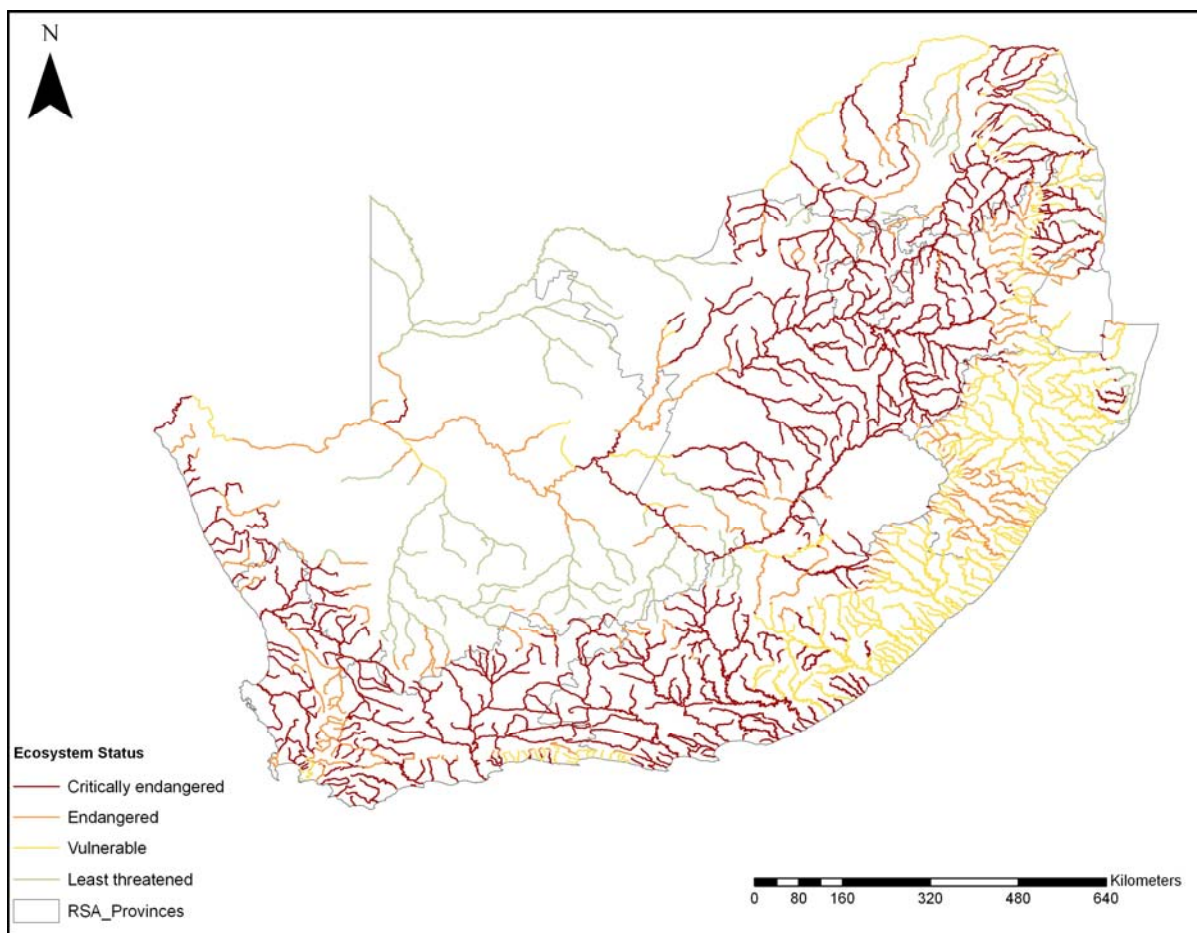 N
Ecosystem Status
Critically endangered
Endangered
Vulnerable
Least threatened
RSA_Provinces
Kilometers
0 80 160 320 480 640